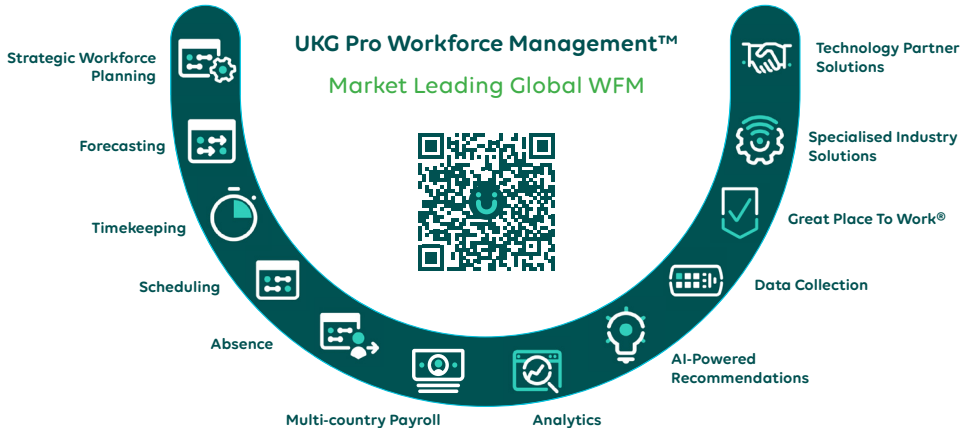 UKG Pro Workforce Management™
Market Leading Global WFM
Strategic Workforce
Planning
Forecasting
Timekeeping
Scheduling
Absence
Multi-country Payroll
Analytics
AI-Powered
Recommendations
Data Collection
Great Place To Work®
Specialised Industry
Solutions
Technology Partner
Solutions